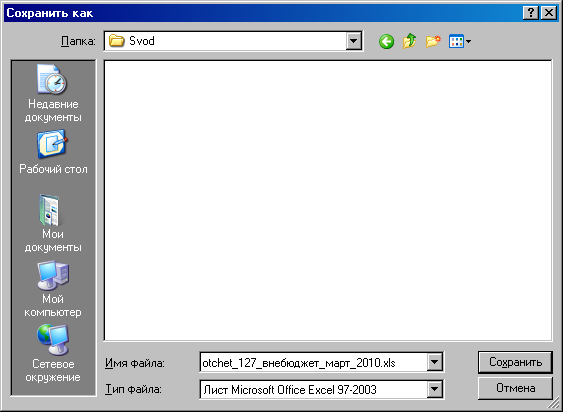 Сохранить как
Папка: Svod
Недавние
документы
Рабочий стол
Мои
документы
Мой
компьютер
Сетевое
окружение
Имя файла: otchet_127_внебюджет_март_2010.xls Сохранить
Тип файла: Лист Microsoft Office Excel 97-2003 Отмена